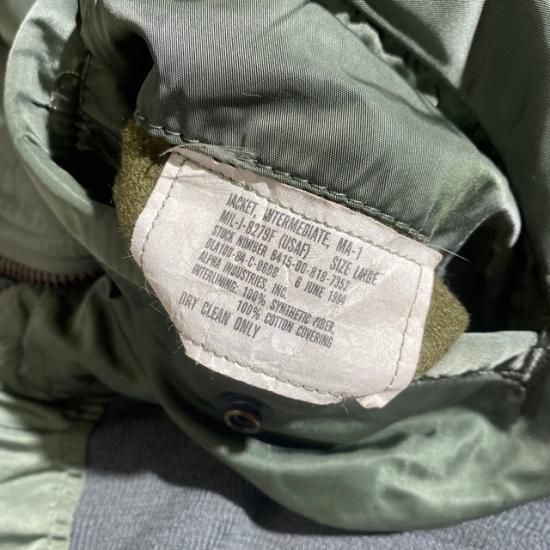 JACKET, INTERMEDIATE, MA-1
MIL-J-8279F (USAF) SIZE LARGE
STOCK NUMBER 8415-00-818-7357
DLA100-84-C-0688 6 JUNE 1984
ALPHA INDUSTRIES, INC.
INTERLINING: 100% SYNTHETIC FIBER,
100% COTTON COVERING
DRY CLEAN ONLY